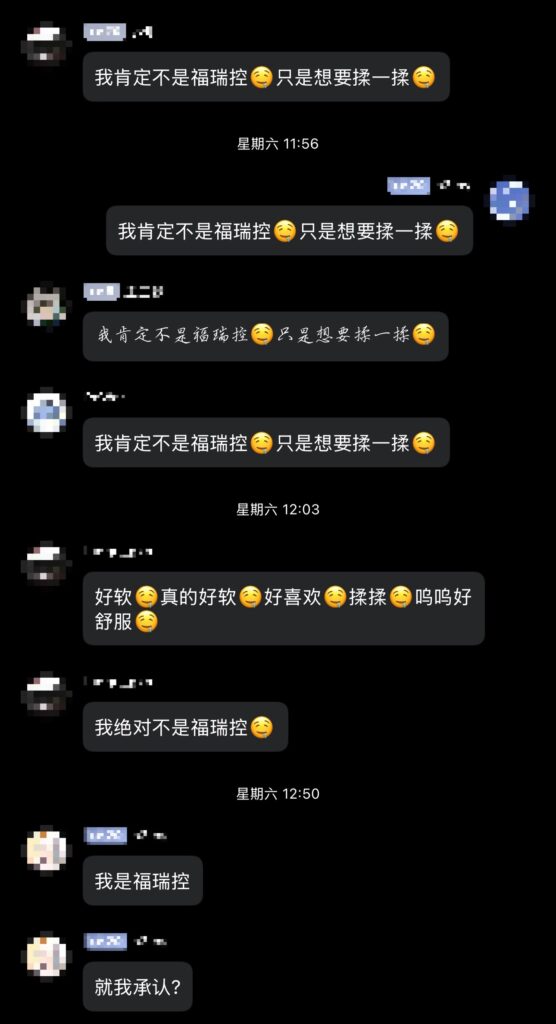 我肯定不是福瑞控🤤只是想要揉一揉🤤
星期六 11:56
我肯定不是福瑞控🤤只是想要揉一揉🤤
我肯定不是福瑞控🤤只是想要揉一揉🤤
我肯定不是福瑞控🤤只是想要揉一揉🤤
星期六 12:03
好软🤤真的好软🤤好喜欢🤤揉揉🤤呜呜好
舒服🤤
我绝对不是福瑞控🤤
星期六 12:50
我是福瑞控
就我承认?